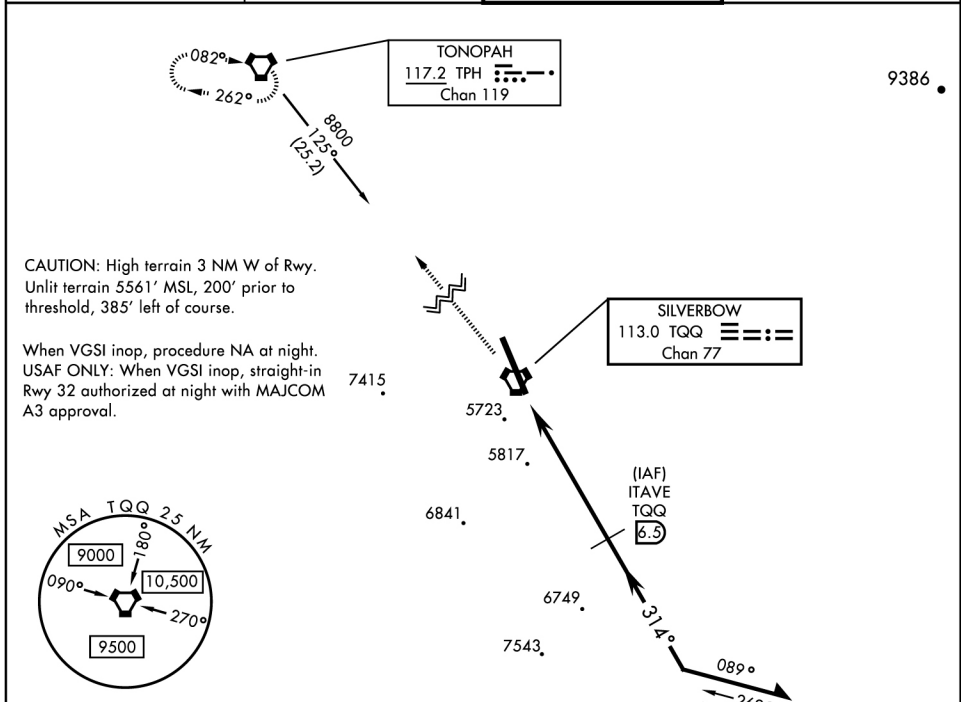 082°
262°
TONOPAH
117.2 TPH
Chan 119
9386
8800
125°
(25.2)
CAUTION: High terrain 3 NM W of Rwy.
Unlit terrain 5561′ MSL, 200′ prior to
threshold, 385′ left of course.
When VGSI inop, procedure NA at night.
USAF ONLY: When VGSI inop, straight-in
Rwy 32 authorized at night with MAJCOM
A3 approval.
SILVERBOW
113.0 TQQ
Chan 77
7415
5723
5817
(IAF)
ITAVE
TQQ
6.5
6841
6749
7543
314°
089°
MSA TQQ 25 NM
180°
9000
090°
10,500
270°
9500